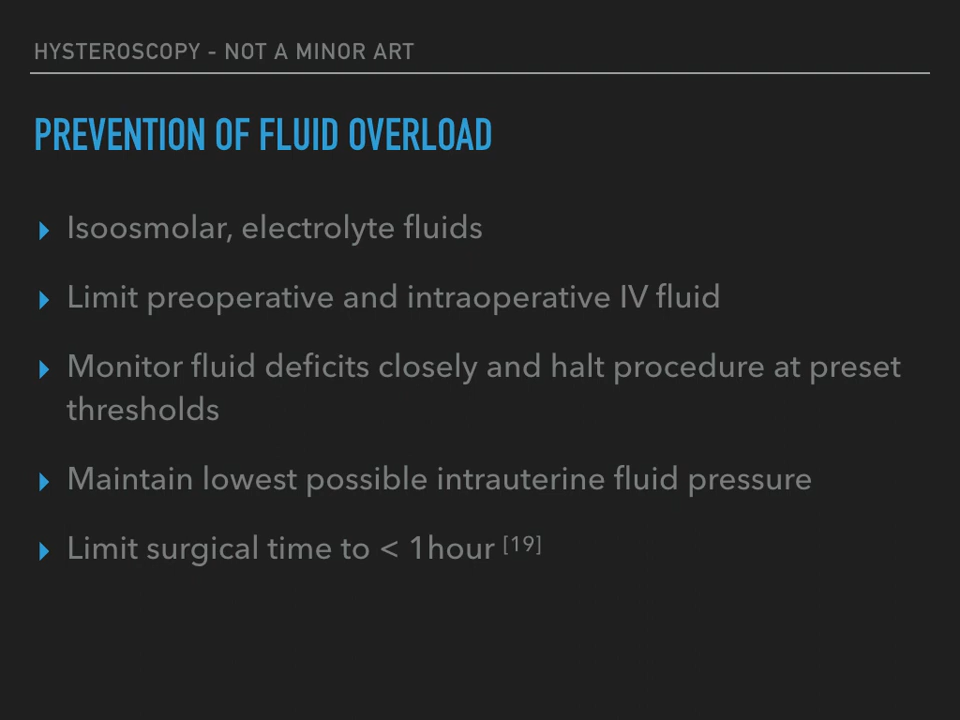 HYSTEROSCOPY - NOT A MINOR ART
PREVENTION OF FLUID OVERLOAD
▸ Isoosmolar, electrolyte fluids
▸ Limit preoperative and intraoperative IV fluid
▸ Monitor fluid deficits closely and halt procedure at preset
thresholds
▸ Maintain lowest possible intrauterine fluid pressure
▸ Limit surgical time to < 1hour [19]